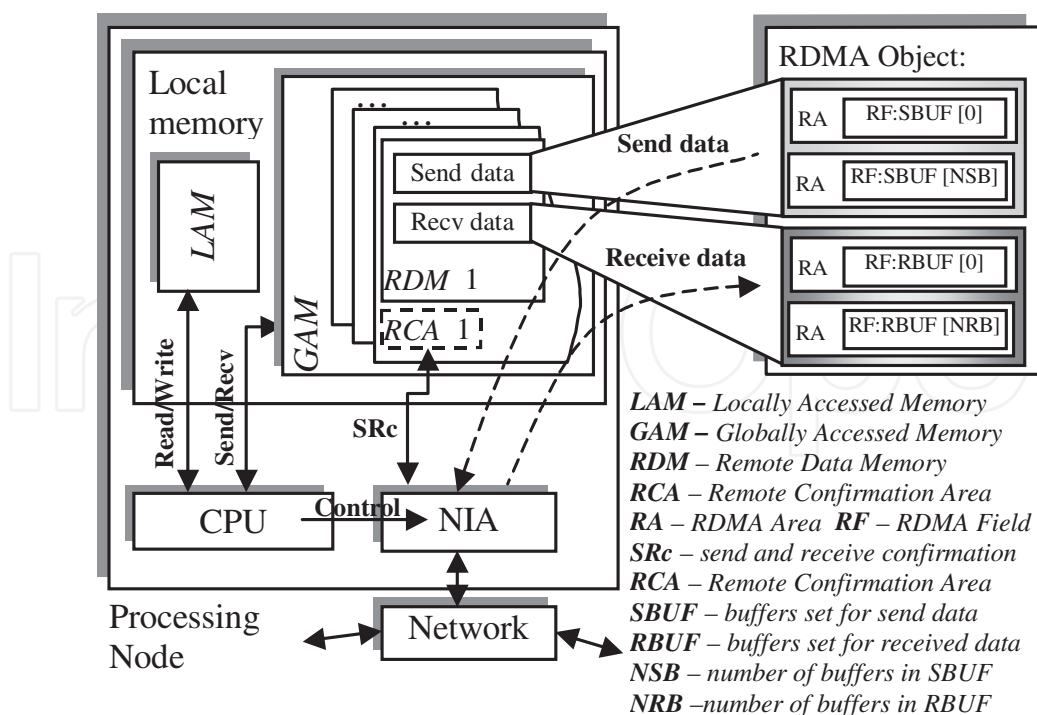 Local
memory
LAM
GAM
...
...
Send data
Recv data
RDM 1
RCA 1
Send data
Receive data
RDMA Object:
RA RF:SBUF [0]
RA RF:SBUF [NSB]
RA RF:RBUF [0]
RA RF:RBUF [NRB]
Read/Write
Send/Recv
SRc
CPU
Control
NIA
Processing
Node
Network
LAM – Locally Accessed Memory
GAM – Globally Accessed Memory
RDM – Remote Data Memory
RCA – Remote Confirmation Area
RA – RDMA Area RF – RDMA Field
SRc – send and receive confirmation
RCA – Remote Confirmation Area
SBUF – buffers set for send data
RBUF – buffers set for received data
NSB – number of buffers in SBUF
NRB –number of buffers in RBUF